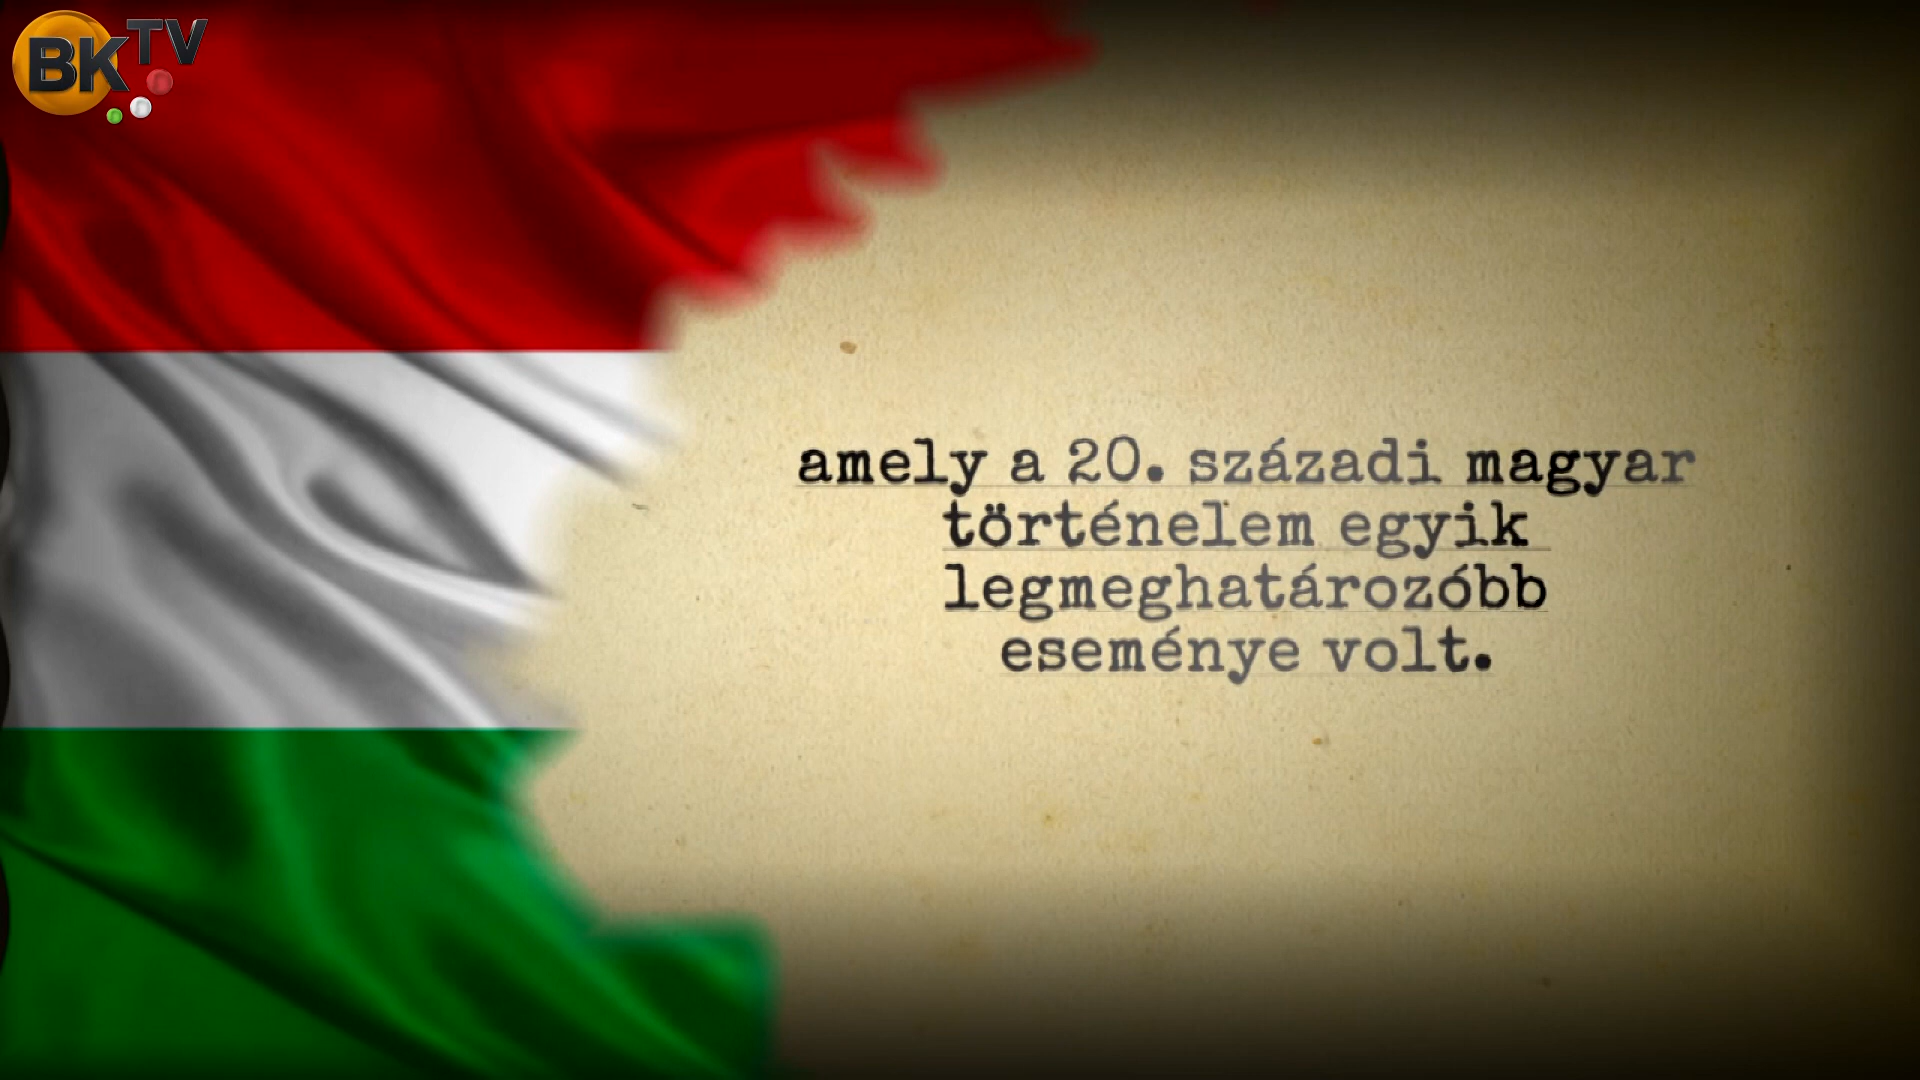 BKTV
amely a 20. századi magyar
történelem egyik
legmeghatározóbb
eseménye volt.